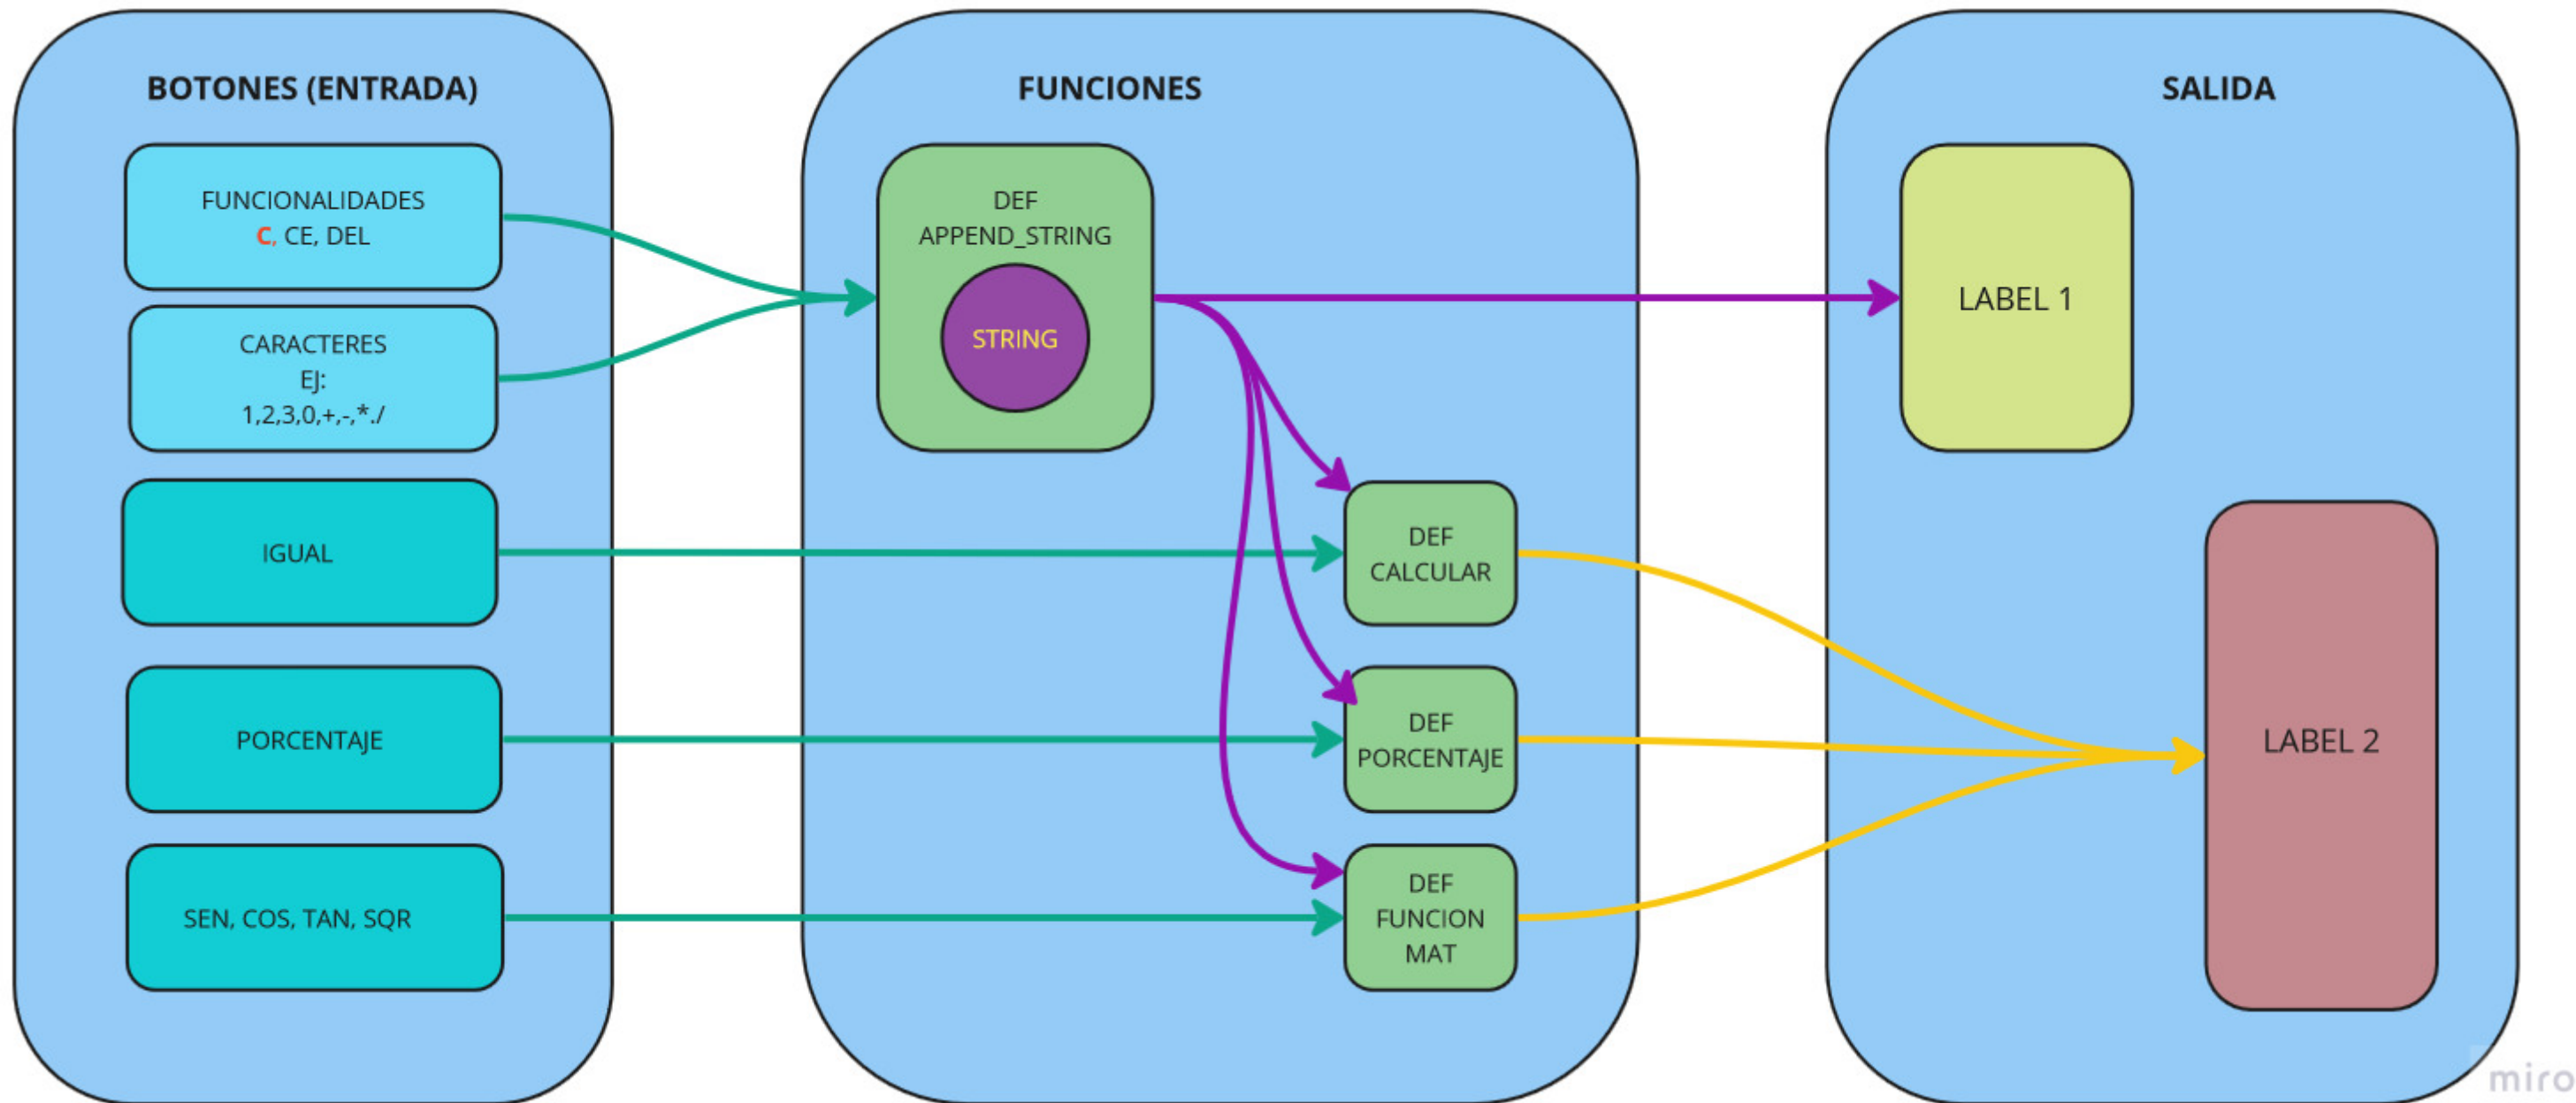 BOTONES (ENTRADA)
FUNCIONALIDADES
C, CE, DEL
CARACTERES
EJ:
1,2,3,0,+,-,*./
IGUAL
PORCENTAJE
SEN, COS, TAN, SQR
FUNCIONES
DEF
APPEND_STRING
STRING
DEF
CALCULAR
DEF
PORCENTAJE
DEF
FUNCION
MAT
SALIDA
LABEL 1
LABEL 2
miro